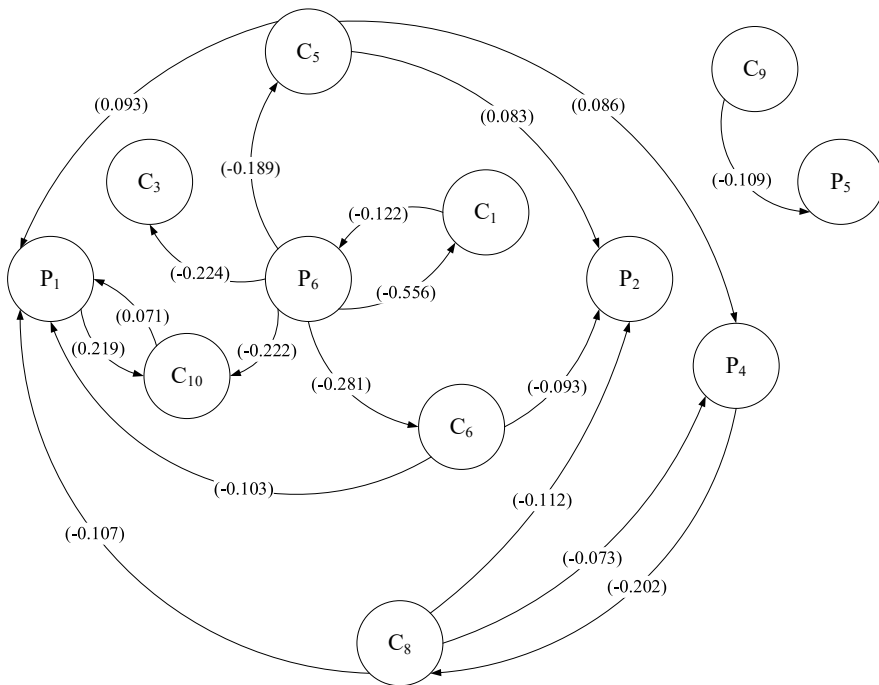 C5
C9
(0.093)
(0.086)
(0.083)
(-0.189)
C3
(-0.109)
P5
(-0.122)
C1
(-0.224)
P1
P6
P2
(-0.556)
(0.071)
(0.219)
(-0.222)
C10
(-0.281)
(-0.093)
P4
C6
(-0.103)
(-0.112)
(-0.107)
(-0.073)
(-0.202)
C8